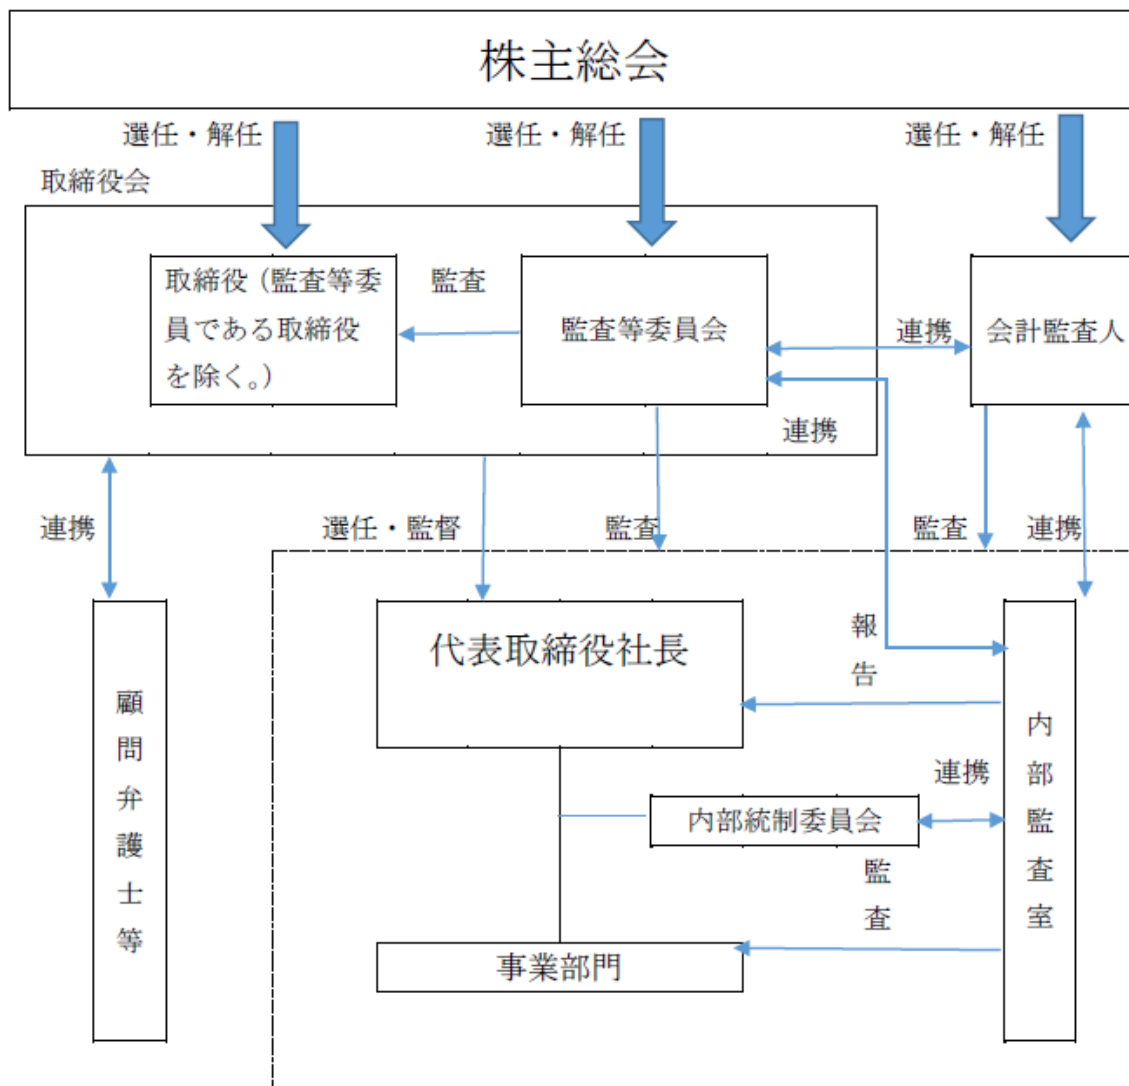 株主総会
選任・解任
選任・解任
選任・解任
取締役会
取締役（監査等委
員である取締役
を除く。）
監査
監査等委員会
連携
会計監査人
連携
連携
選任・監督
監査
監査
連携
代表取締役社長
報告
顧問弁護士等
内部監査室
連携
内部統制委員会
監査
事業部門